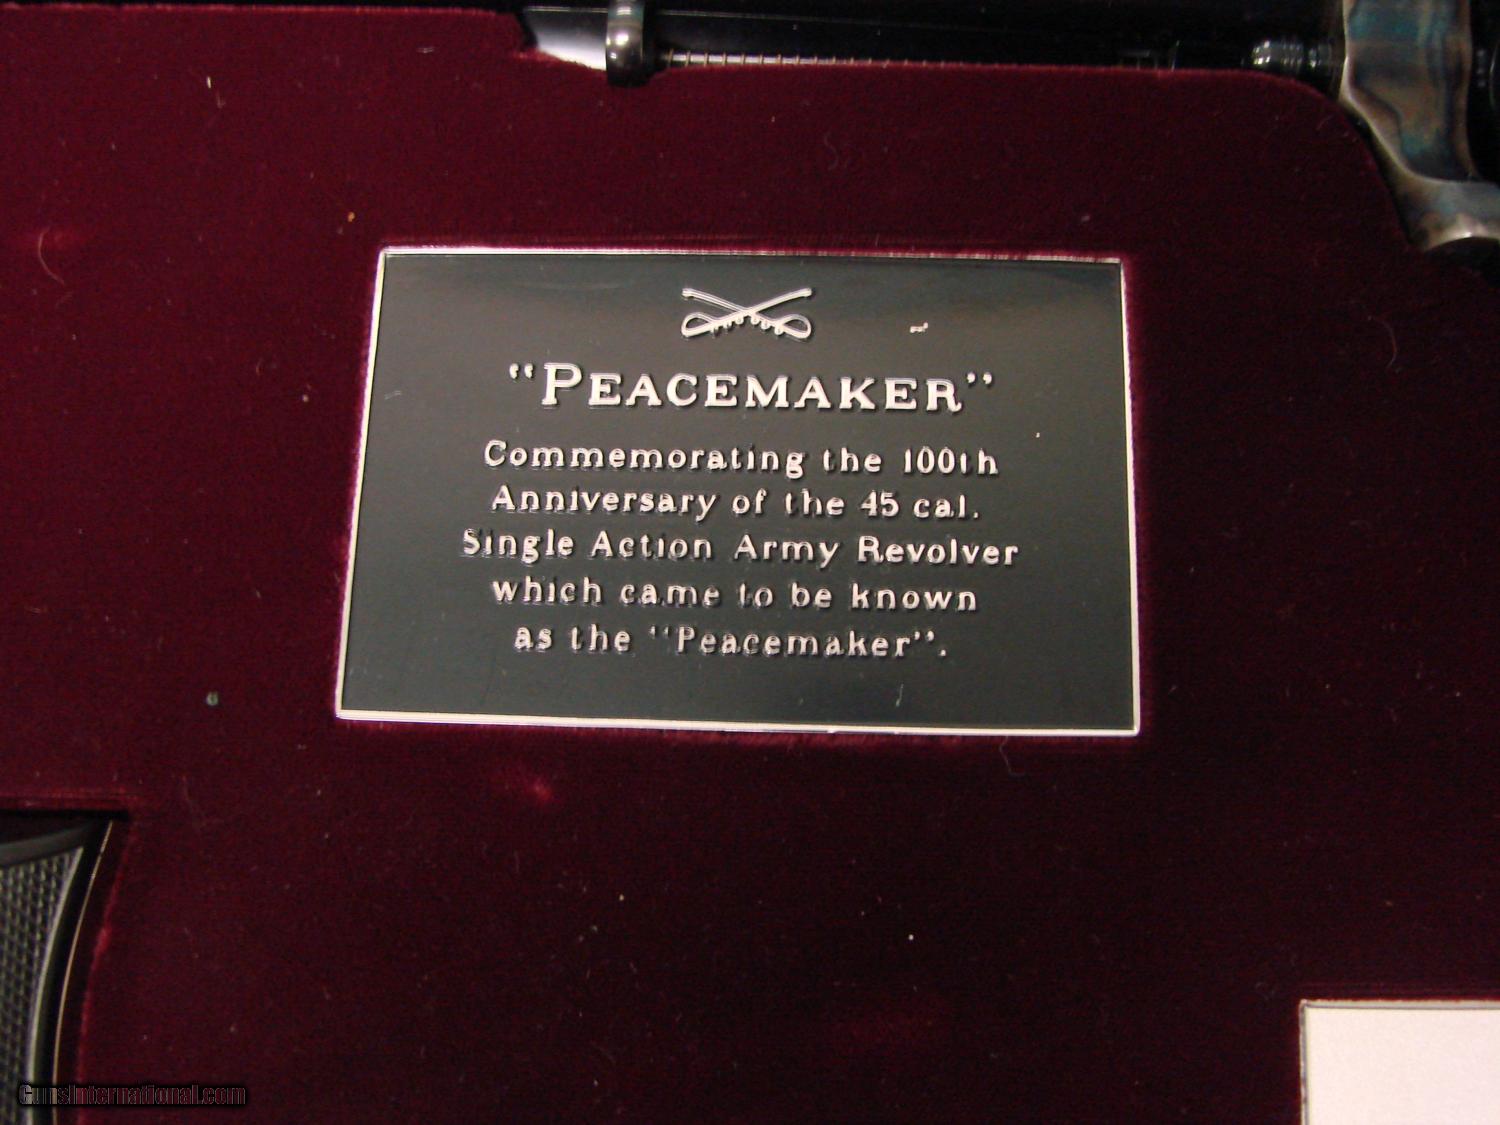 "PEACEMAKER"
Commemorating the 100th
Anniversary of the 45 cal.
Single Action Army Revolver
which came to be known
as the "Peacemaker".
GunsInternational.com